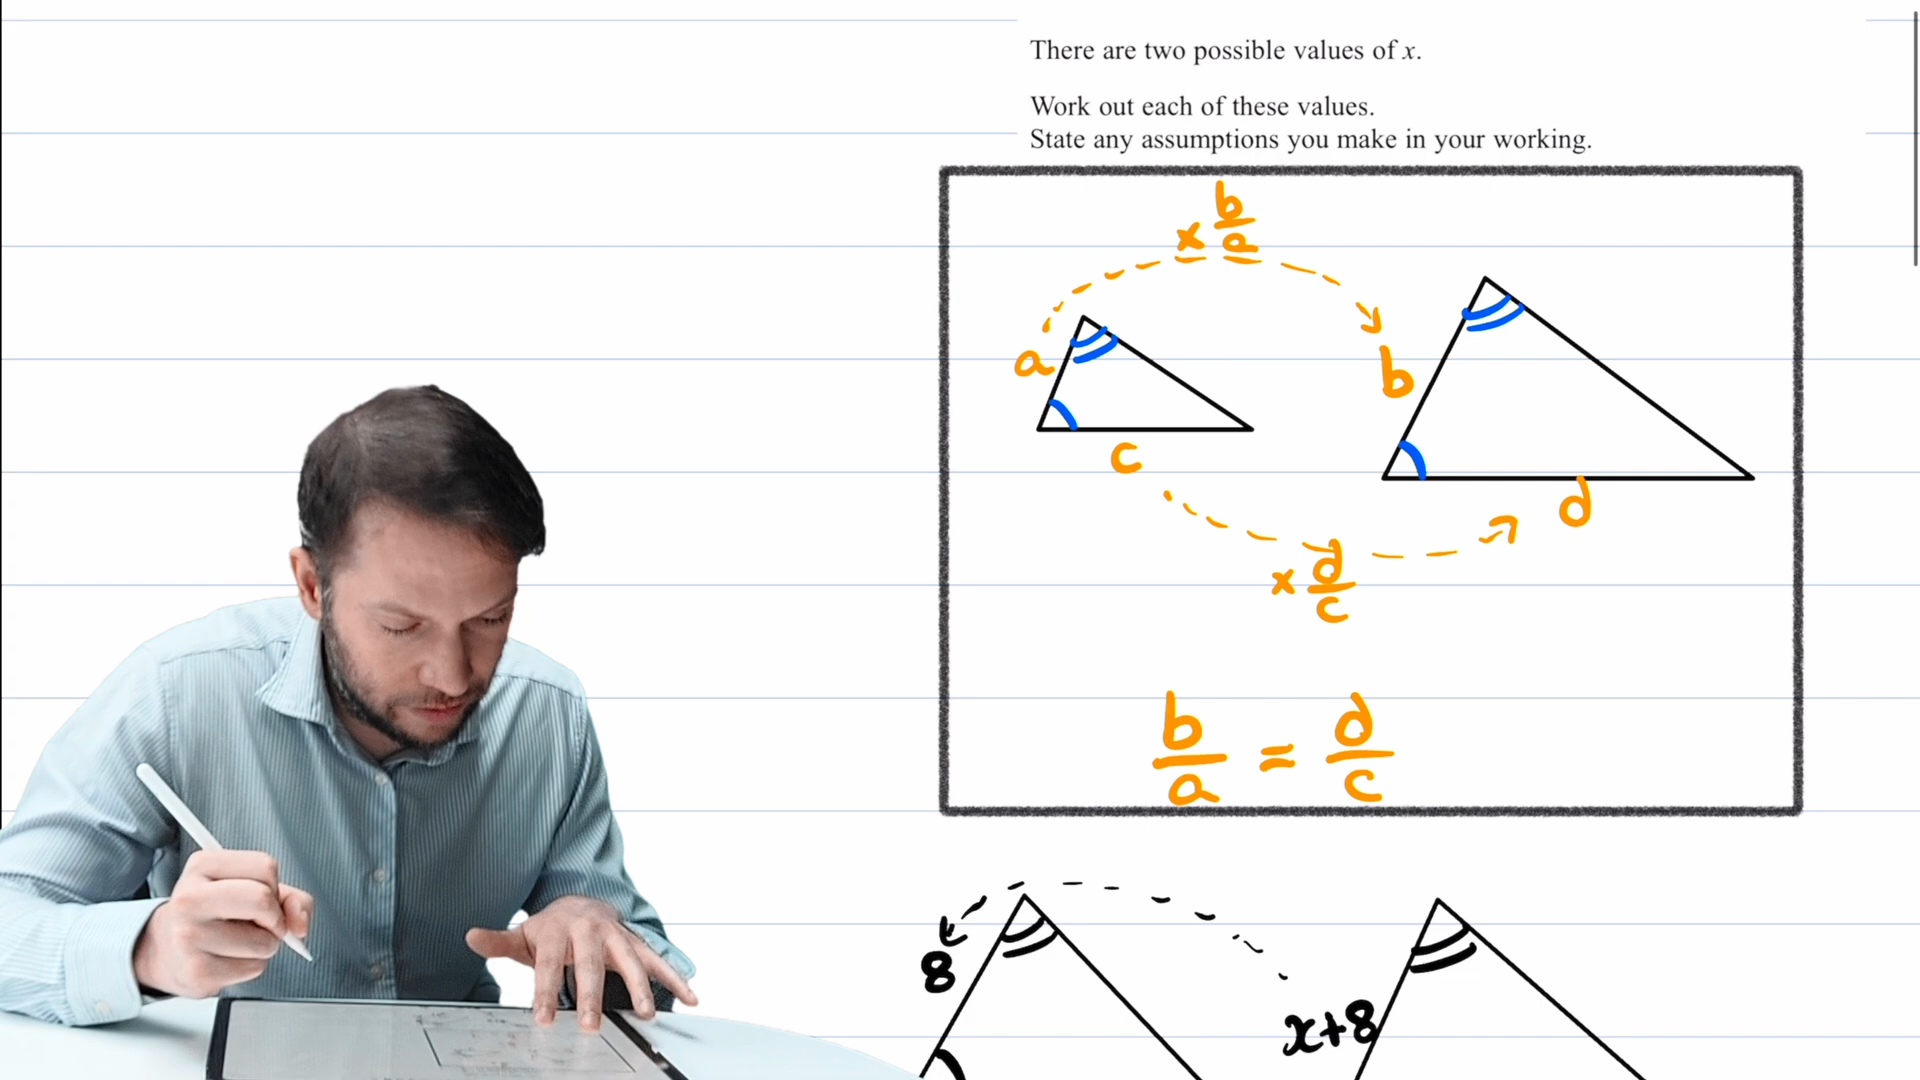 There are two possible values of x.
Work out each of these values.
State any assumptions you make in your working.
× b/a
a
b
c
d
× d/c
b/a = d/c
8
x+8